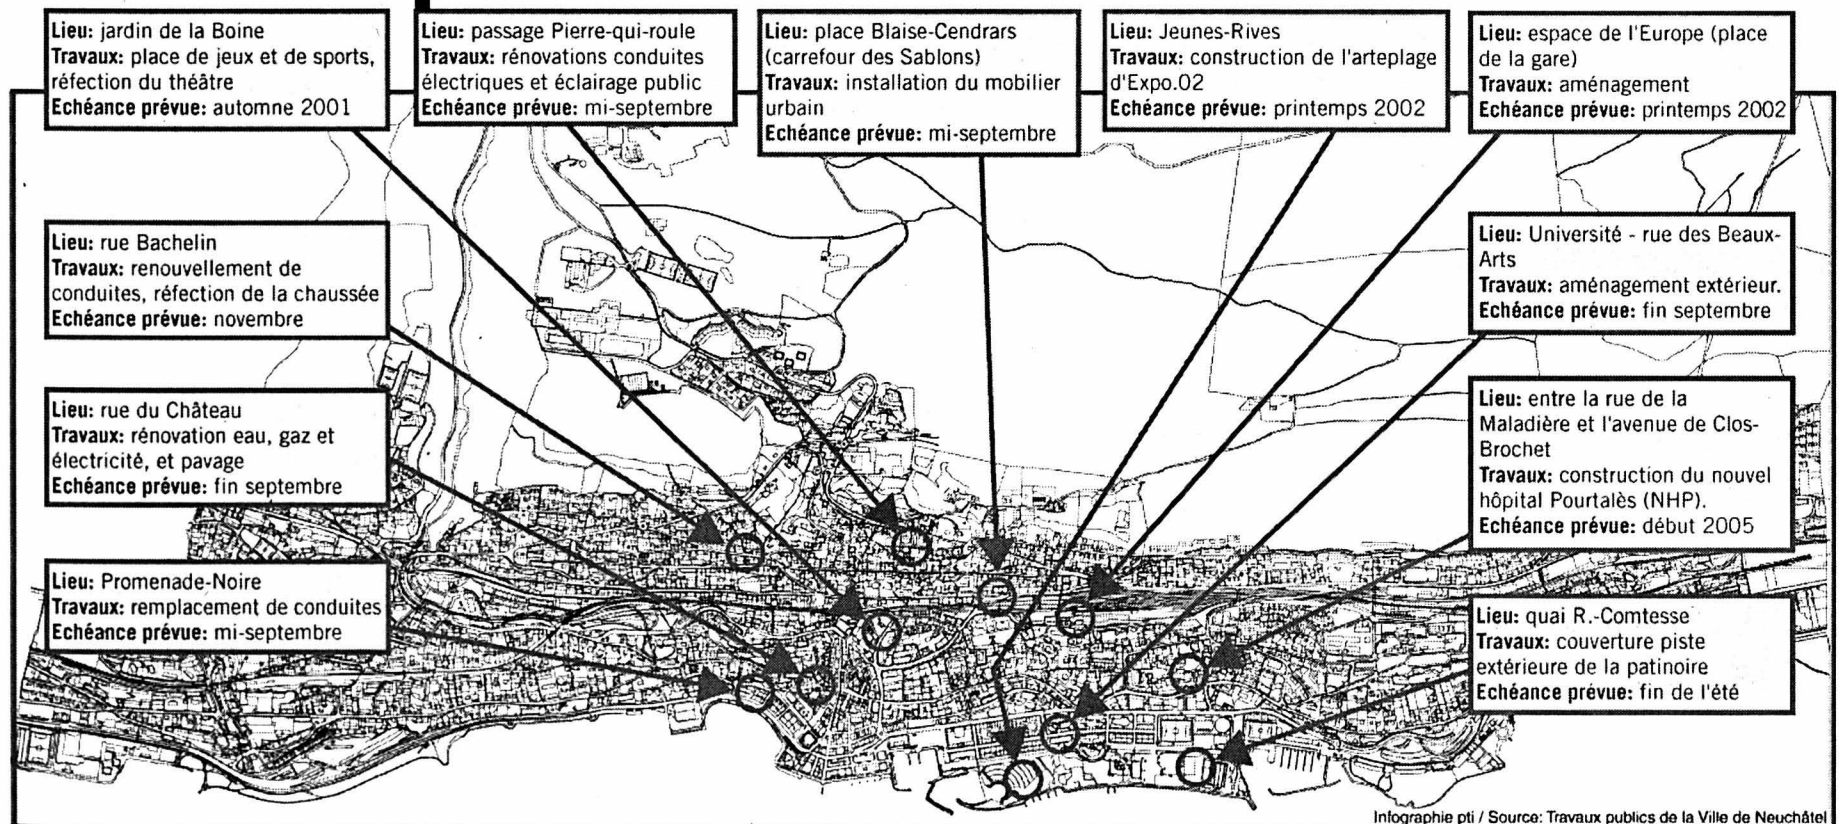 Lieu: jardin de la Boine
Travaux: place de jeux et de sports,
réfection du théâtre
Echéance prévue: automne 2001
Lieu: passage Pierre-qui-roule
Travaux: rénovations conduites
électriques et éclairage public
Echéance prévue: mi-septembre
Lieu: place Blaise-Cendrars
(carrefour des Sablons)
Travaux: installation du mobilier
urbain
Echéance prévue: mi-septembre
Lieu: Jeunes-Rives
Travaux: construction de l'arteplage
d'Expo.02
Echéance prévue: printemps 2002
Lieu: espace de l'Europe (place
de la gare)
Travaux: aménagement
Echéance prévue: printemps 2002
Lieu: rue Bachelin
Travaux: renouvellement de
conduites, réfection de la chaussée
Echéance prévue: novembre
Lieu: Université - rue des Beaux-
Arts
Travaux: aménagement extérieur.
Echéance prévue: fin septembre
Lieu: rue du Château
Travaux: rénovation eau, gaz et
électricité, et pavage
Echéance prévue: fin septembre
Lieu: entre la rue de la
Maladière et l'avenue de Clos-
Brochet
Travaux: construction du nouvel
hôpital Pourtalès (NHP).
Echéance prévue: début 2005
Lieu: Promenade-Noire
Travaux: remplacement de conduites
Echéance prévue: mi-septembre
Lieu: quai R.-Comtesse
Travaux: couverture piste
extérieure de la patinoire
Echéance prévue: fin de l'été
Infographie pti / Source: Travaux publics de la Ville de Neuchâtel